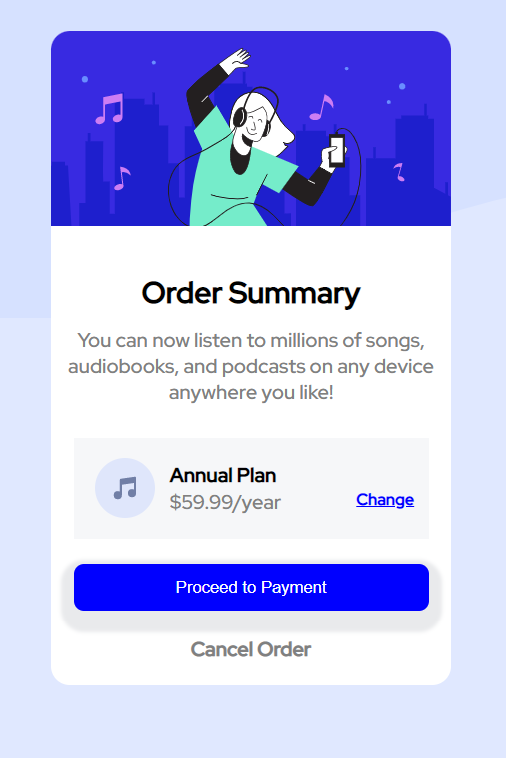 Order Summary
You can now listen to millions of songs,
audiobooks, and podcasts on any device
anywhere you like!
Annual Plan
$59.99/year
Change
Proceed to Payment
Cancel Order